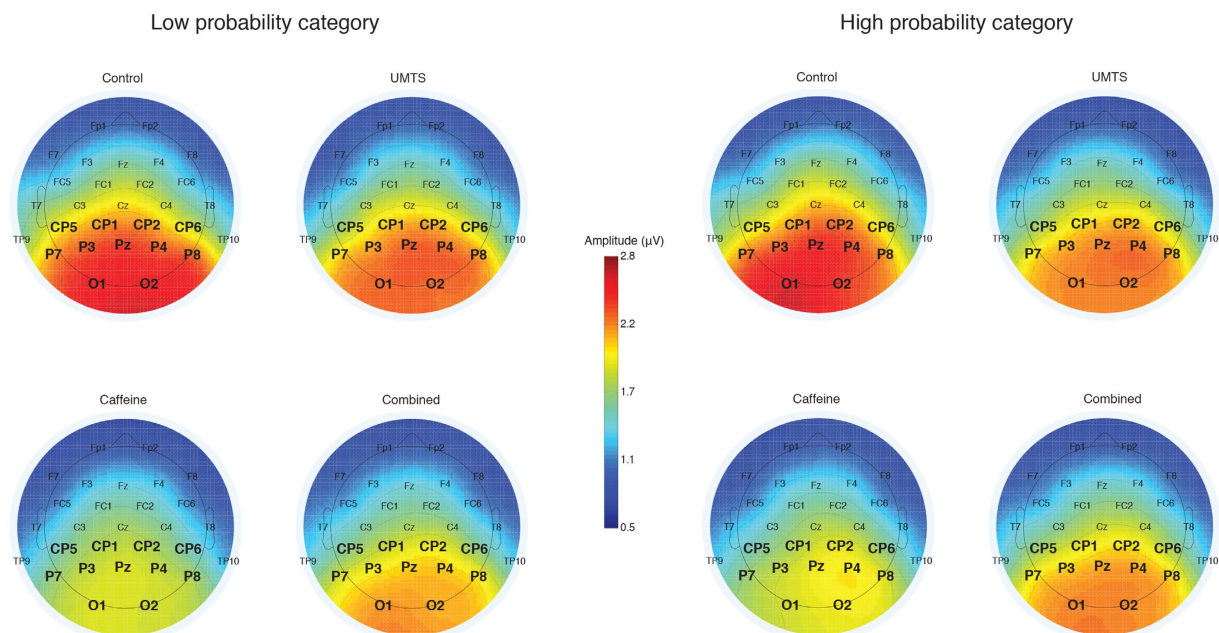 Low probability category
High probability category
Control
UMTS
Control
UMTS
Fp1 Fp2 Fp1 Fp2 Fp1 Fp2 Fp1 Fp2
F7 F3 Fz F4 F8 F7 F3 Fz F4 F8 F7 F3 Fz F4 F8 F7 F3 Fz F4 F8
FC5 FC1 FC2 FC6 FC5 FC1 FC2 FC6 FC5 FC1 FC2 FC6 FC5 FC1 FC2 FC6
T7 C3 Cz C4 T8 T7 C3 Cz C4 T8 T7 C3 Cz C4 T8 T7 C3 Cz C4 T8
CP5 CP1 CP2 CP6 CP5 CP1 CP2 CP6 CP5 CP1 CP2 CP6 CP5 CP1 CP2 CP6
TP9 TP10 TP9 TP10 TP9 TP10 TP9 TP10
P7 P3 Pz P4 P8 P7 P3 Pz P4 P8 P7 P3 Pz P4 P8 P7 P3 Pz P4 P8
O1 O2 O1 O2 O1 O2 O1 O2
Amplitude (μV)
2.8
2.2
1.7
1.1
0.5
Caffeine
Combined
Caffeine
Combined
Fp1 Fp2 Fp1 Fp2 Fp1 Fp2 Fp1 Fp2
F7 F3 Fz F4 F8 F7 F3 Fz F4 F8 F7 F3 Fz F4 F8 F7 F3 Fz F4 F8
FC5 FC1 FC2 FC6 FC5 FC1 FC2 FC6 FC5 FC1 FC2 FC6 FC5 FC1 FC2 FC6
T7 C3 Cz C4 T8 T7 C3 Cz C4 T8 T7 C3 Cz C4 T8 T7 C3 Cz C4 T8
CP5 CP1 CP2 CP6 CP5 CP1 CP2 CP6 CP5 CP1 CP2 CP6 CP5 CP1 CP2 CP6
TP9 TP10 TP9 TP10 TP9 TP10 TP9 TP10
P7 P3 Pz P4 P8 P7 P3 Pz P4 P8 P7 P3 Pz P4 P8 P7 P3 Pz P4 P8
O1 O2 O1 O2 O1 O2 O1 O2